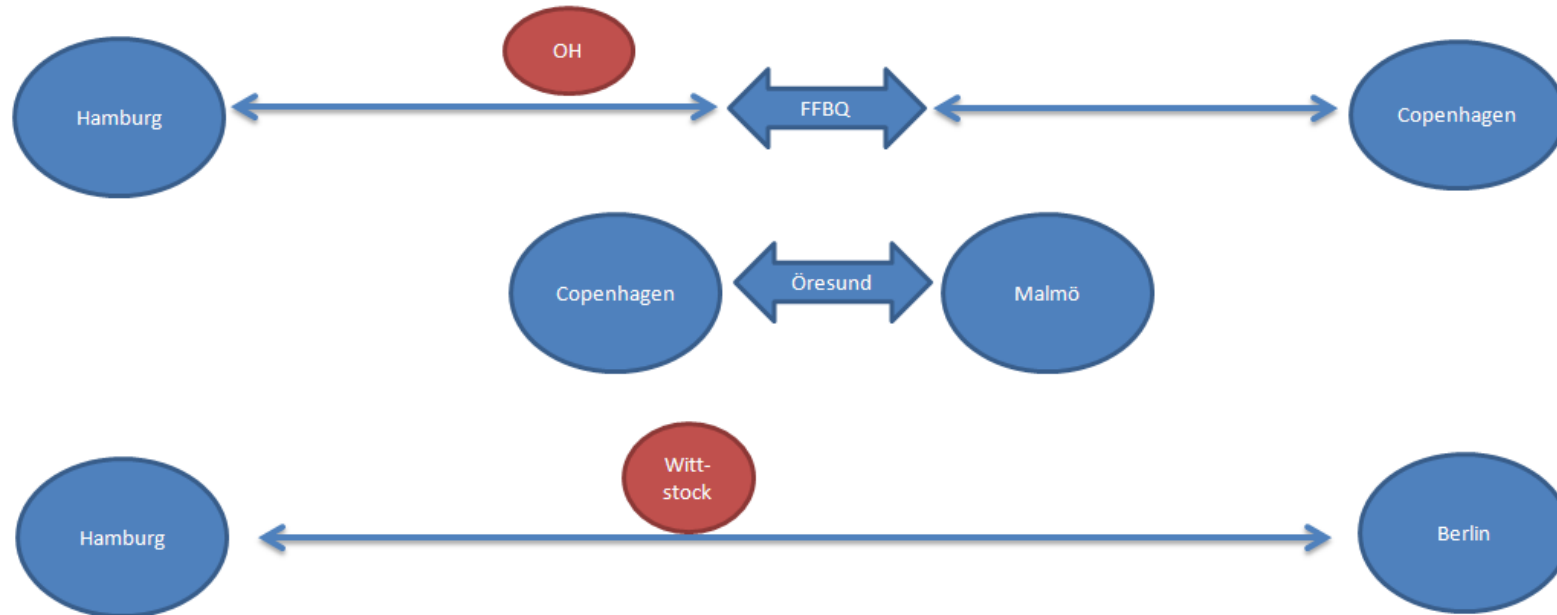 OH
Hamburg
FFBQ
Copenhagen
Copenhagen
Öresund
Malmö
Witt-
stock
Hamburg
Berlin